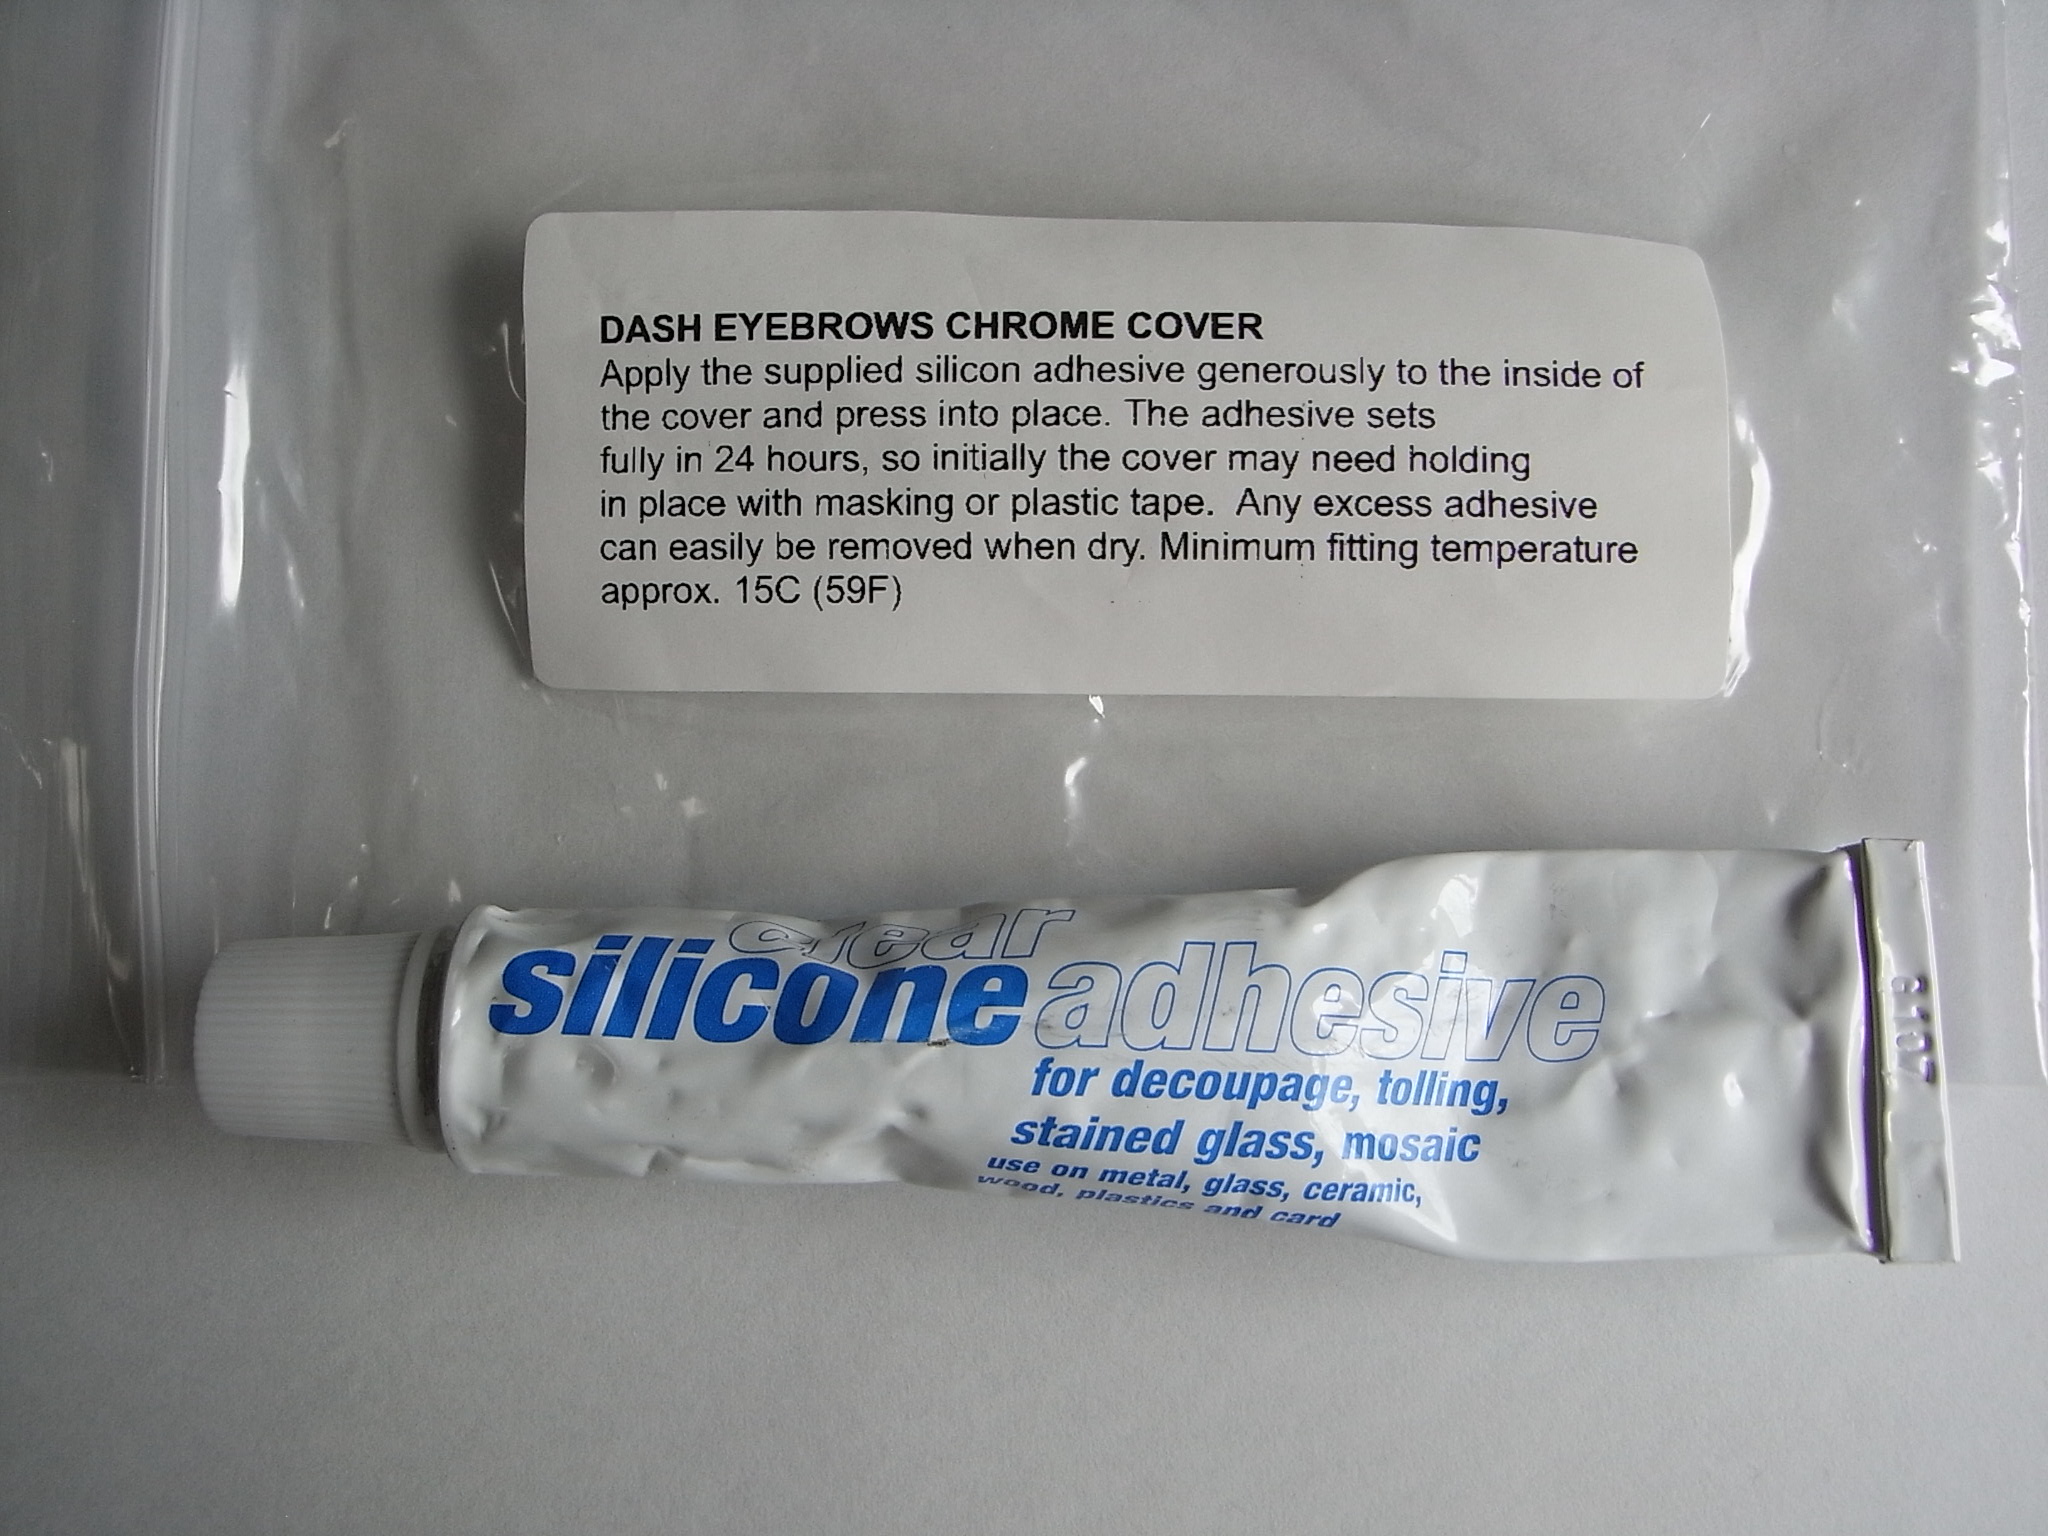 DASH EYEBROWS CHROME COVER
Apply the supplied silicon adhesive generously to the inside of
the cover and press into place. The adhesive sets
fully in 24 hours, so initially the cover may need holding
in place with masking or plastic tape. Any excess adhesive
can easily be removed when dry. Minimum fitting temperature
approx. 15C (59F)
clear
silicone adhesive
for decoupage, tolling,
stained glass, mosaic
use on metal, glass, ceramic,
wood, plastics and card